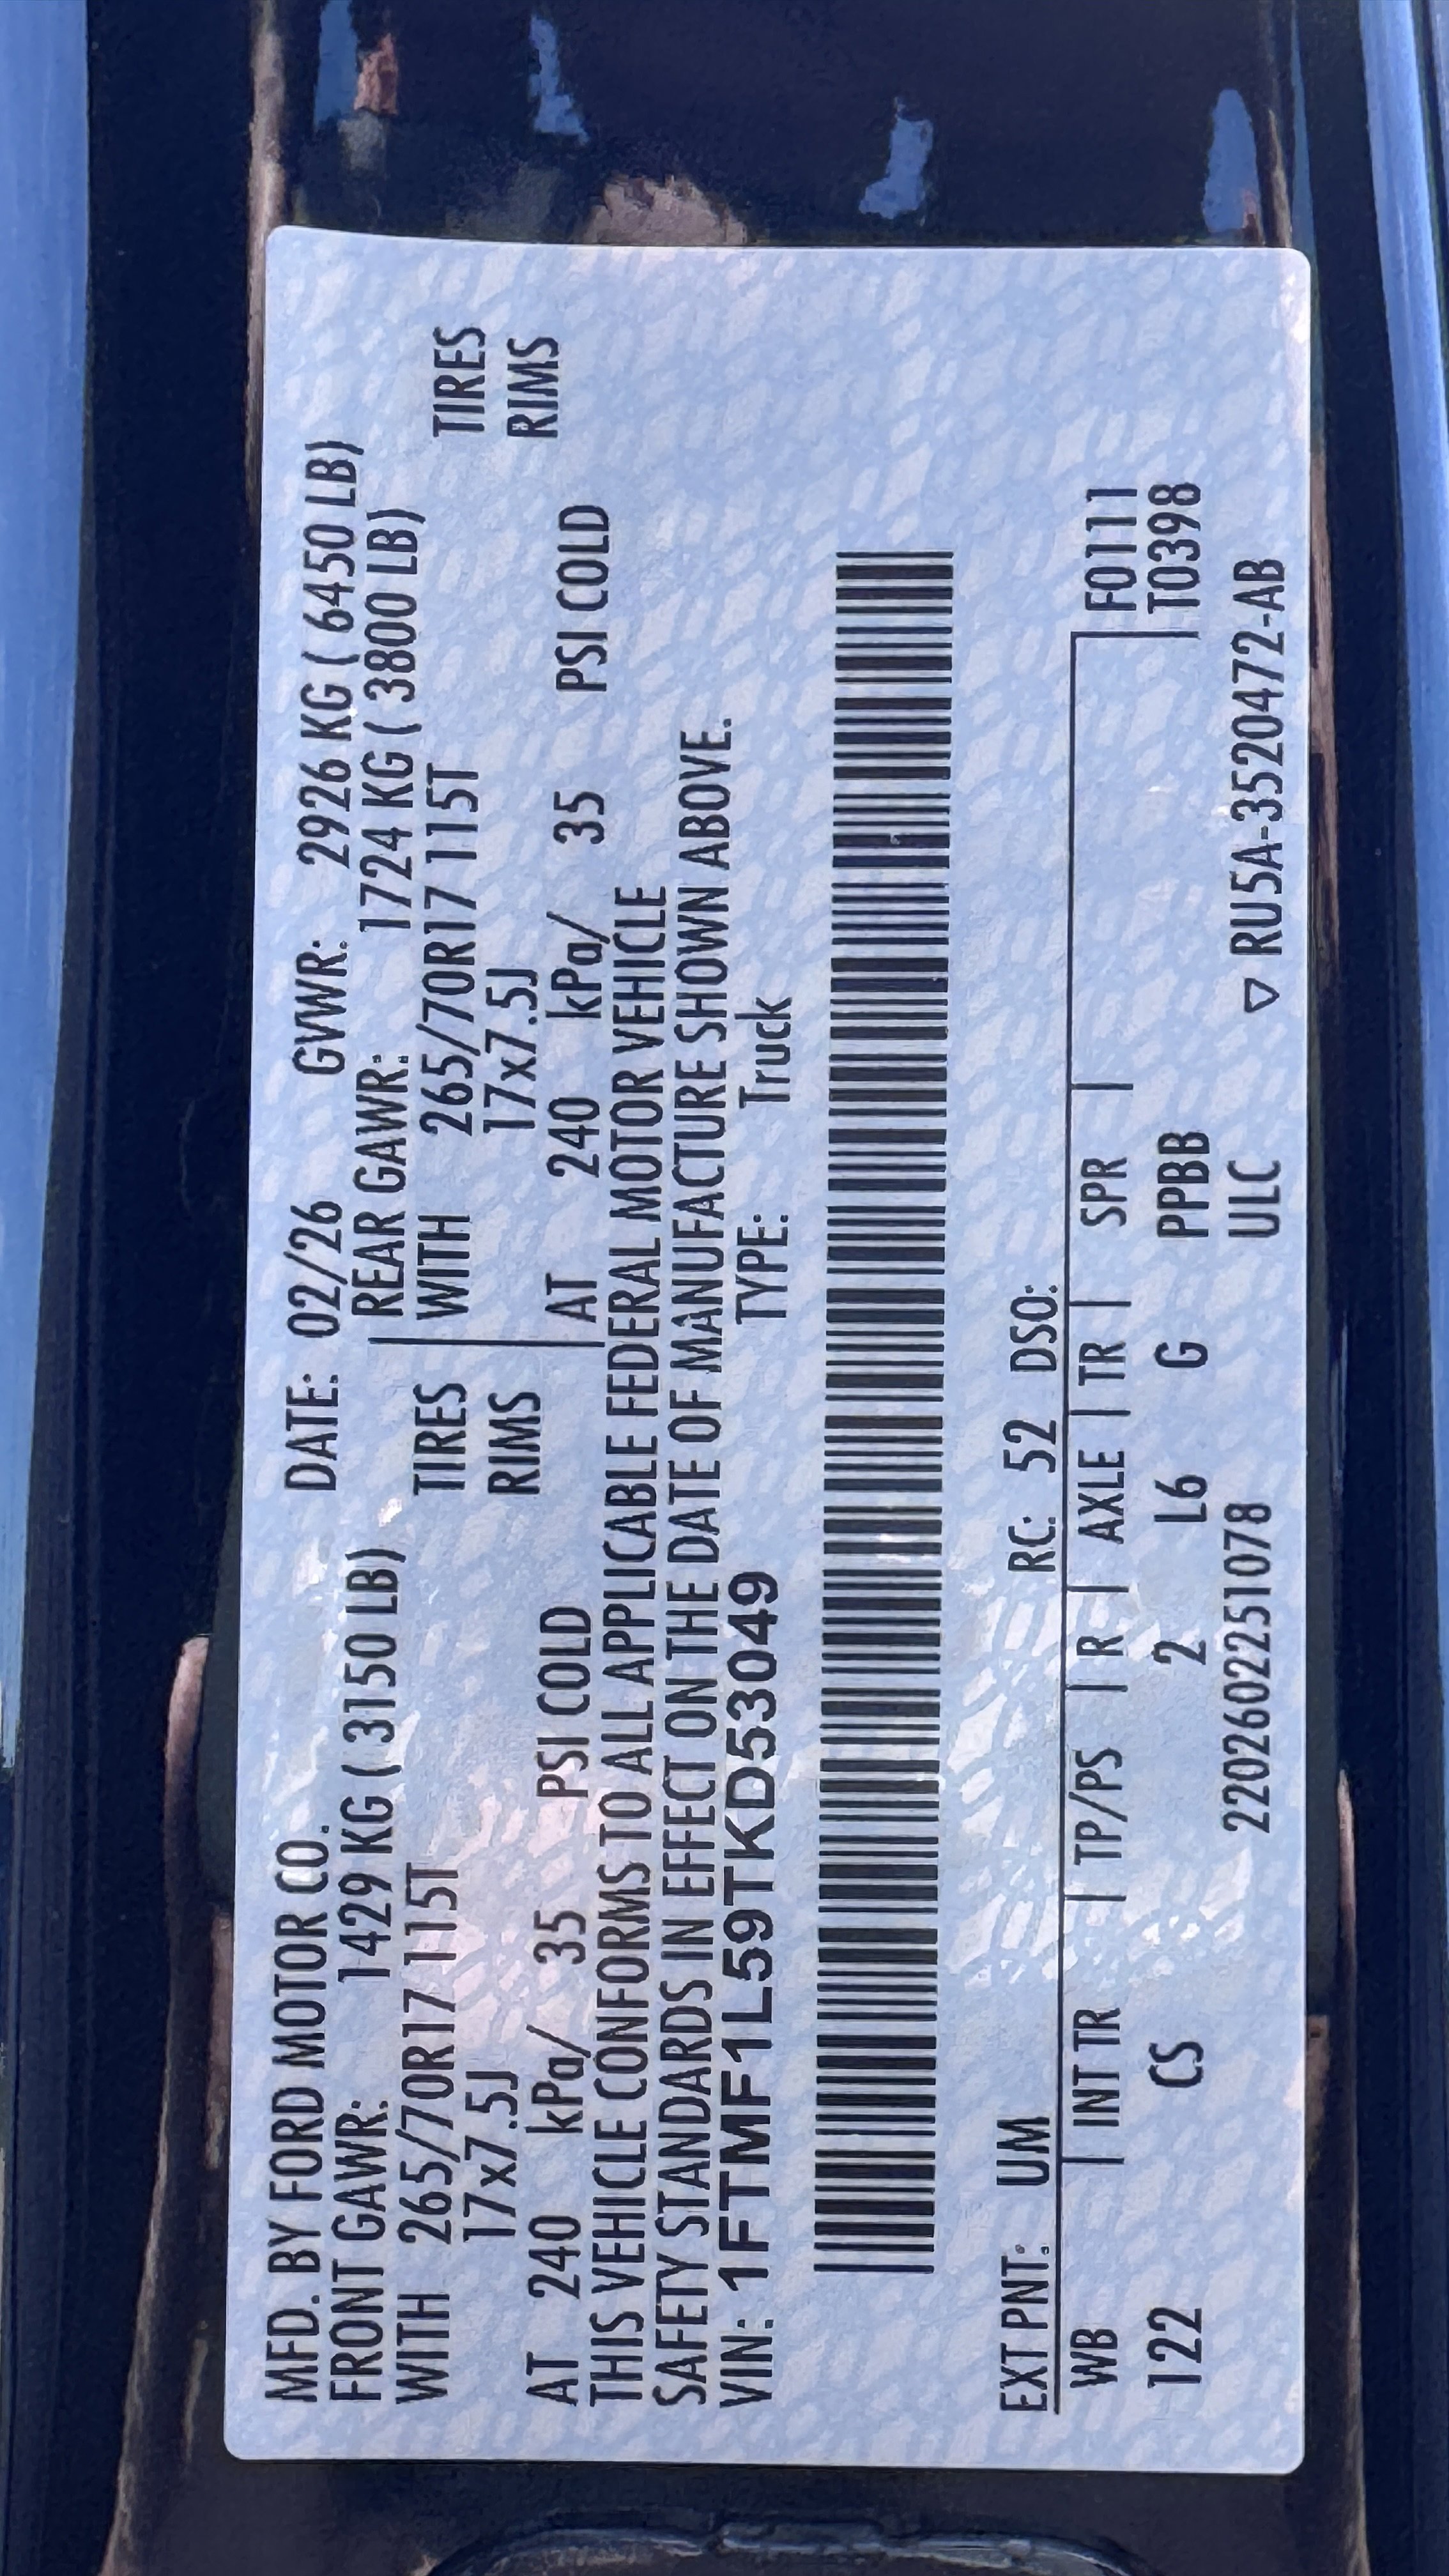 MFD. BY FORD MOTOR CO. DATE: 02/26 GVWR: 2926 KG ( 6450 LB)
FRONT GAWR: 1429 KG ( 3150 LB) REAR GAWR: 1724 KG ( 3800 LB)
WITH 265/70R17 115T TIRES WITH 265/70R17 115T TIRES
17x7.5J RIMS 17x7.5J RIMS
AT 240 kPa/ 35 PSI COLD AT 240 kPa/ 35 PSI COLD
THIS VEHICLE CONFORMS TO ALL APPLICABLE FEDERAL MOTOR VEHICLE
SAFETY STANDARDS IN EFFECT ON THE DATE OF MANUFACTURE SHOWN ABOVE.
VIN: 1FTMF1L59TKD53049 TYPE: Truck
EXT PNT: UM RC: 52 DSO:
WB | INT TR | TP/PS | R | AXLE | TR | SPR | F0111
122 CS 2 L6 G PPBB T0398
22026022510​78 ULC ▽ RU5A-3520472-AB